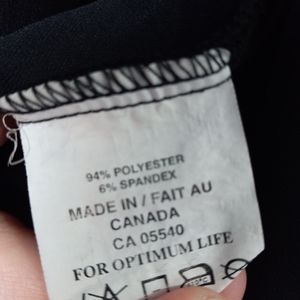 94% POLYESTER
6% SPANDEX
MADE IN / FAIT AU
CANADA
CA 05540
FOR OPTIMUM LIFE